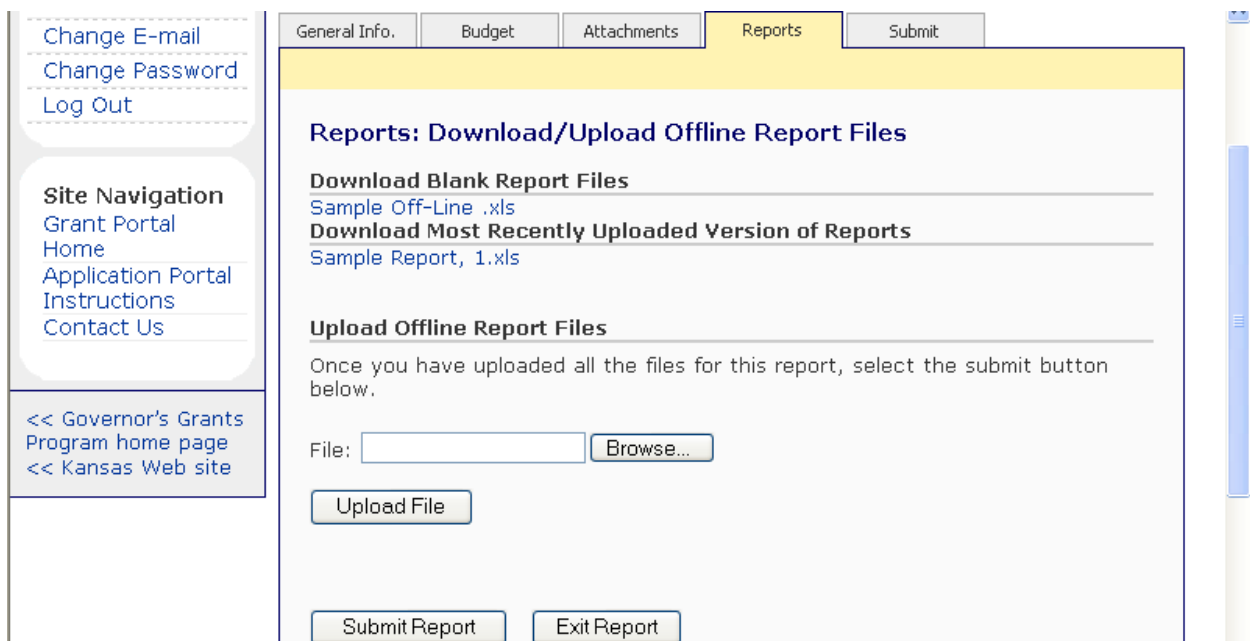 Change E-mail
Change Password
Log Out
Site Navigation
Grant Portal
Home
Application Portal
Instructions
Contact Us
<< Governor's Grants
Program home page
<< Kansas Web site
General Info.
Budget
Attachments
Reports
Submit
Reports: Download/Upload Offline Report Files
Download Blank Report Files
Sample Off-Line .xls
Download Most Recently Uploaded Version of Reports
Sample Report, 1.xls
Upload Offline Report Files
Once you have uploaded all the files for this report, select the submit button
below.
File:
Browse...
Upload File
Submit Report
Exit Report